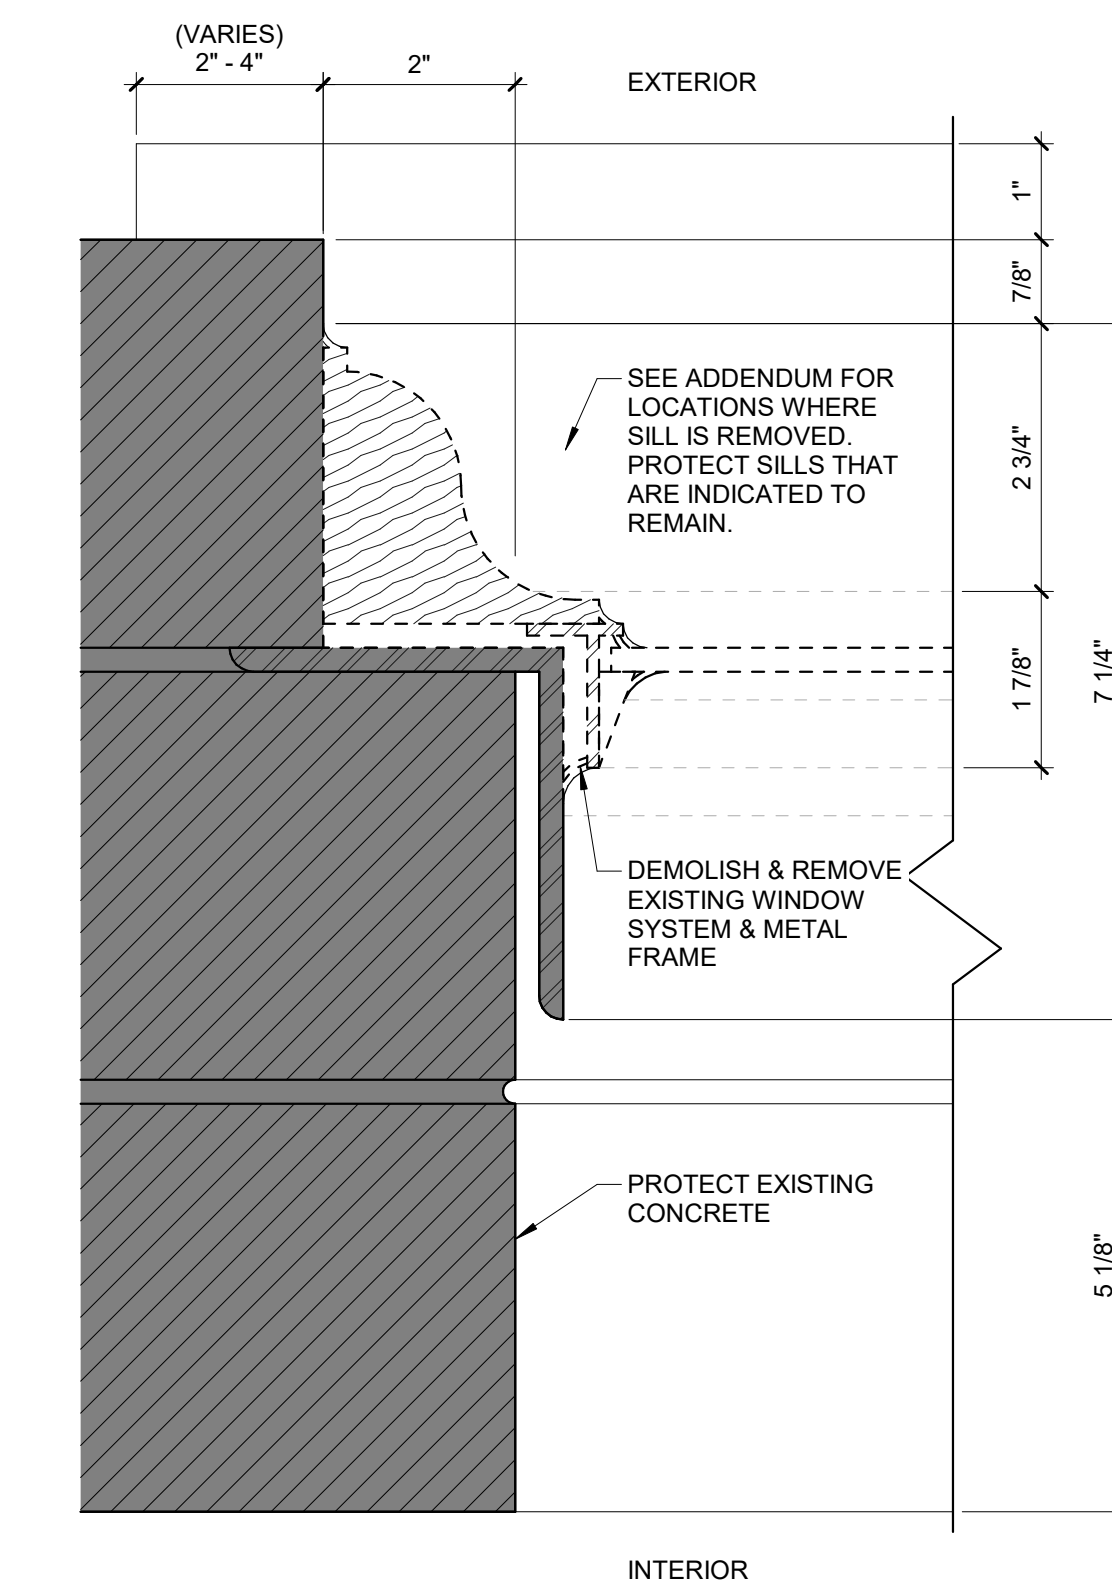 (VARIES)
2" - 4"
2"
EXTERIOR
1"
7/8"
SEE ADDENDUM FOR
LOCATIONS WHERE
SILL IS REMOVED.
PROTECT SILLS THAT
ARE INDICATED TO
REMAIN.
2 3/4"
1 7/8"
7 1/4"
DEMOLISH & REMOVE
EXISTING WINDOW
SYSTEM & METAL
FRAME
PROTECT EXISTING
CONCRETE
5 1/8"
INTERIOR